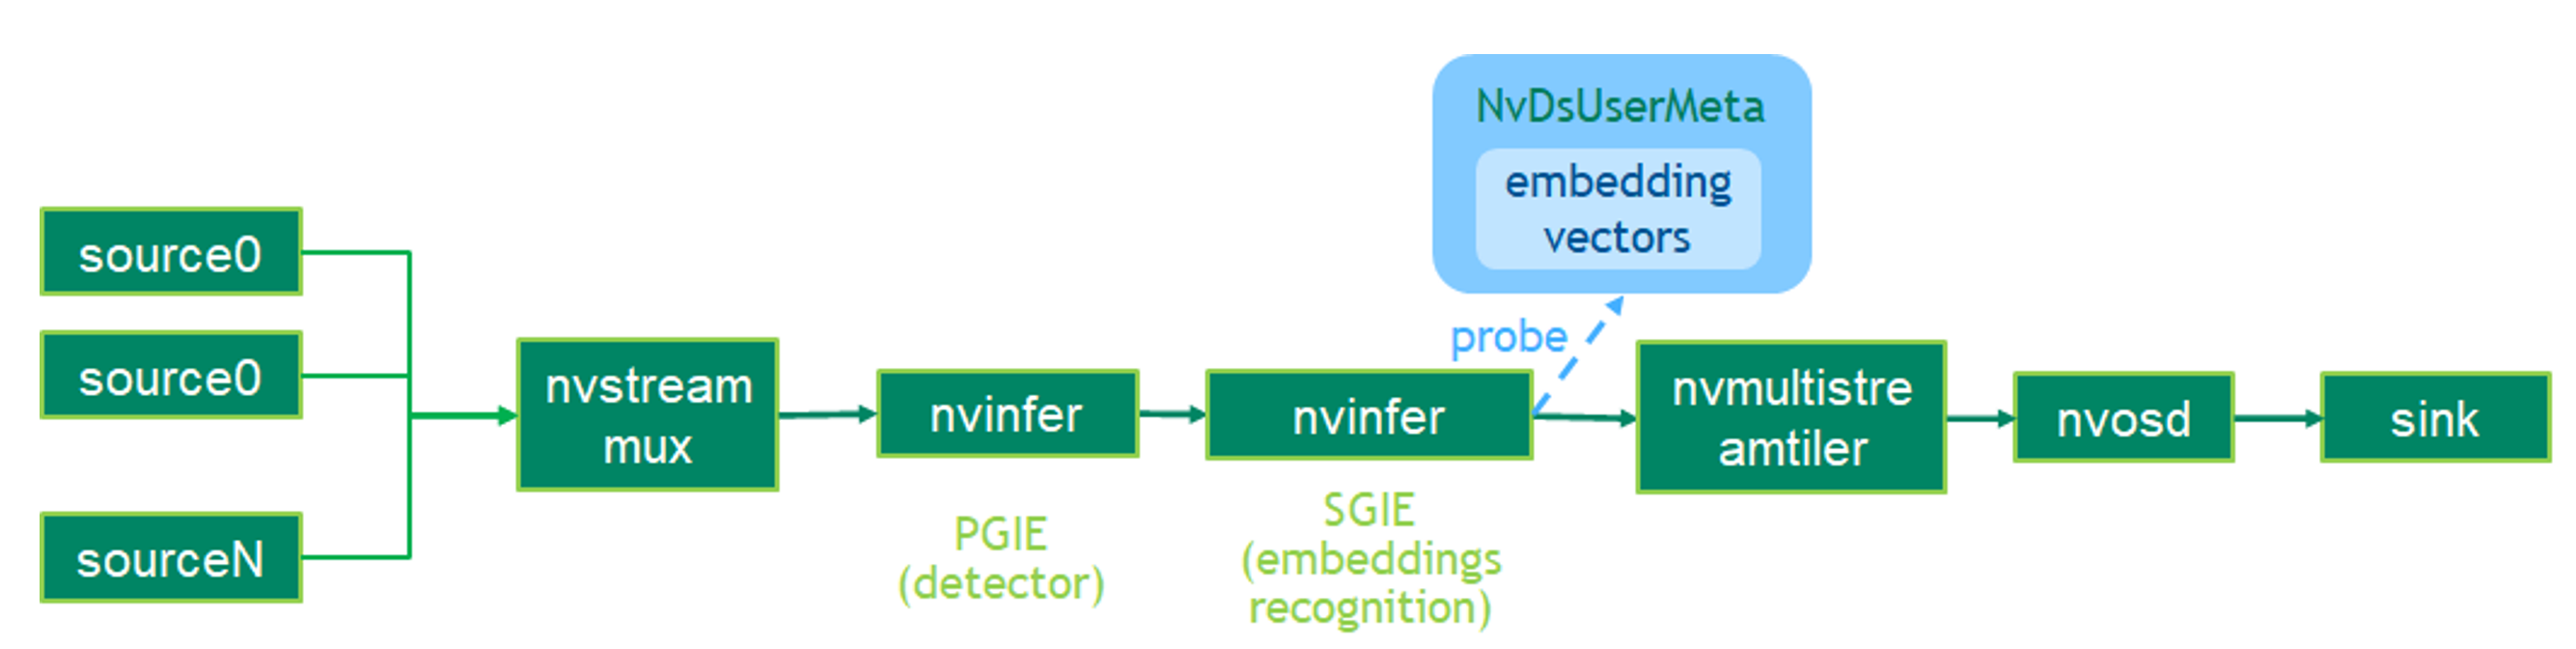 NvDsUserMeta
embedding
vectors
source0
source0
sourceN
nvstream
mux
nvinfer
PGIE
(detector)
nvinfer
SGIE
(embeddings
recognition)
probe
nvmultistre
amtiler
nvosd
sink